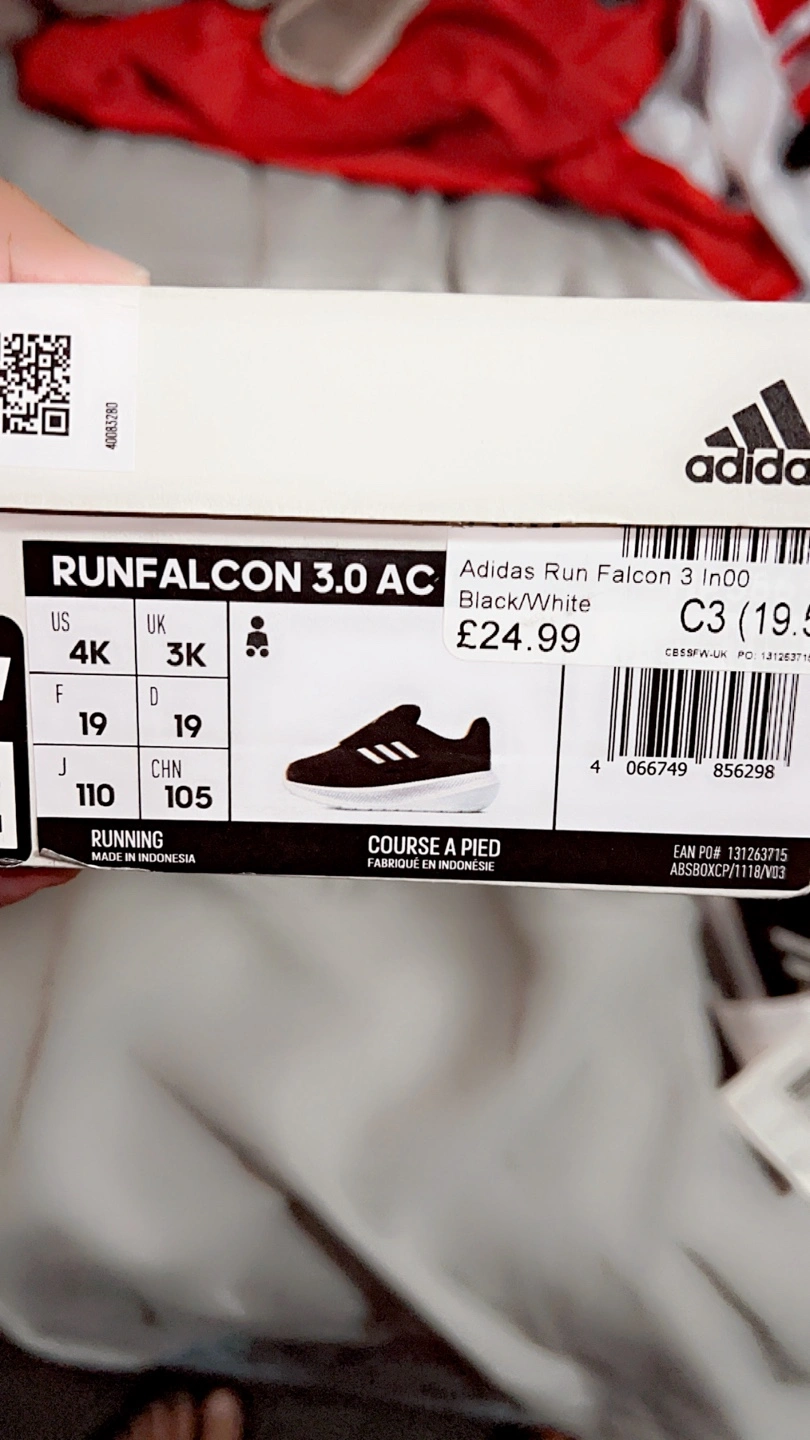 40083280
adidas
RUNFALCON 3.0 AC
Adidas Run Falcon 3 In00
Black/White
£24.99
C3 (19.5
CBSSFW-UK PO: 13126371
US 4K
UK 3K
F 19
D 19
J 110
CHN 105
4 066749 856298
RUNNING
MADE IN INDONESIA
COURSE A PIED
FABRIQUÉ EN INDONÉSIE
EAN PO# 131263715
ABSBOXCP/1118/V03